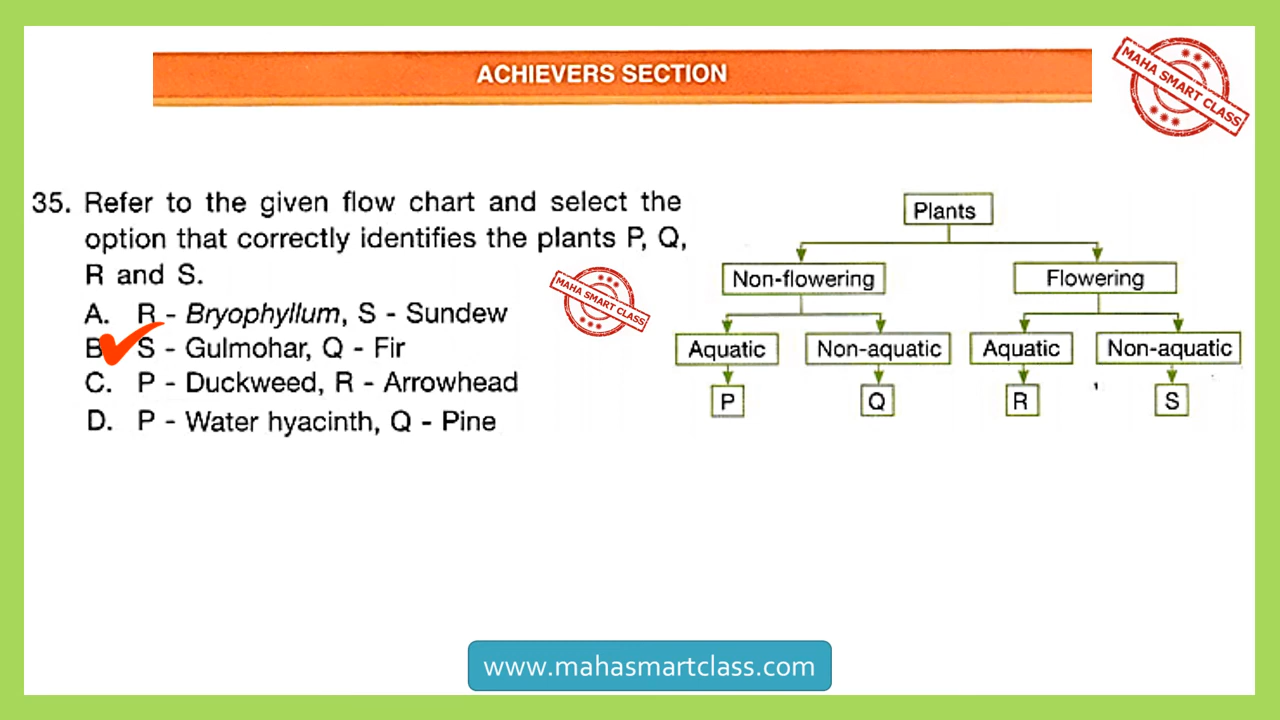 ACHIEVERS SECTION
MAHA SMART CLASS
35. Refer to the given flow chart and select the
option that correctly identifies the plants P, Q,
R and S.
MAHA SMART CLASS
A. R - Bryophyllum, S - Sundew
B. S - Gulmohar, Q - Fir
C. P - Duckweed, R - Arrowhead
D. P - Water hyacinth, Q - Pine
Plants
Non-flowering Flowering
Aquatic Non-aquatic Aquatic Non-aquatic
P Q R S
www.mahasmartclass.com